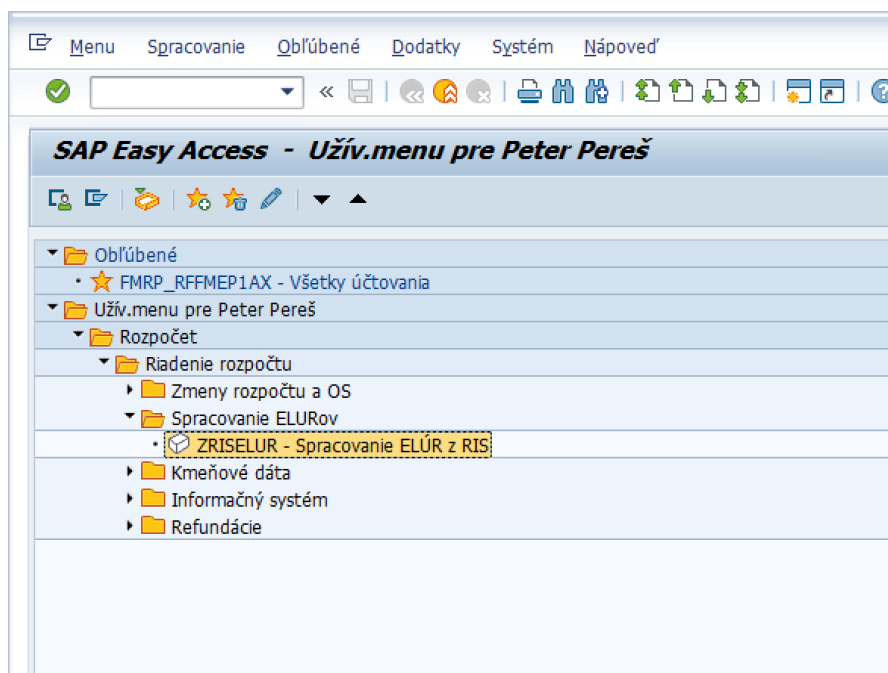 Menu Spracovanie Obľúbené Dodatky Systém Nápoveď
SAP Easy Access - Užív.menu pre Peter Pereš
Obľúbené
FMRP_RFFMEP1AX - Všetky účtovania
Užív.menu pre Peter Pereš
Rozpočet
Riadenie rozpočtu
Zmeny rozpočtu a OS
Spracovanie ELURov
ZRISELUR - Spracovanie ELÚR z RIS
Kmeňové dáta
Informačný systém
Refundácie